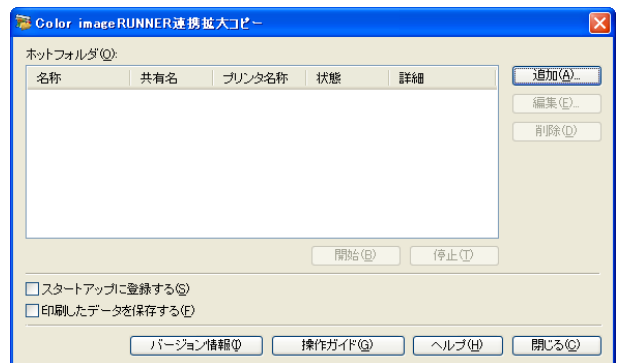 Color imageRUNNER連携拡大コピー
ホットフォルダ(O):
名称 共有名 プリンタ名称 状態 詳細
追加(A)...
編集(E)...
削除(D)
開始(B) 停止(T)
スタートアップに登録する(S)
印刷したデータを保存する(F)
バージョン情報(I) 操作ガイド(G) ヘルプ(H) 閉じる(C)